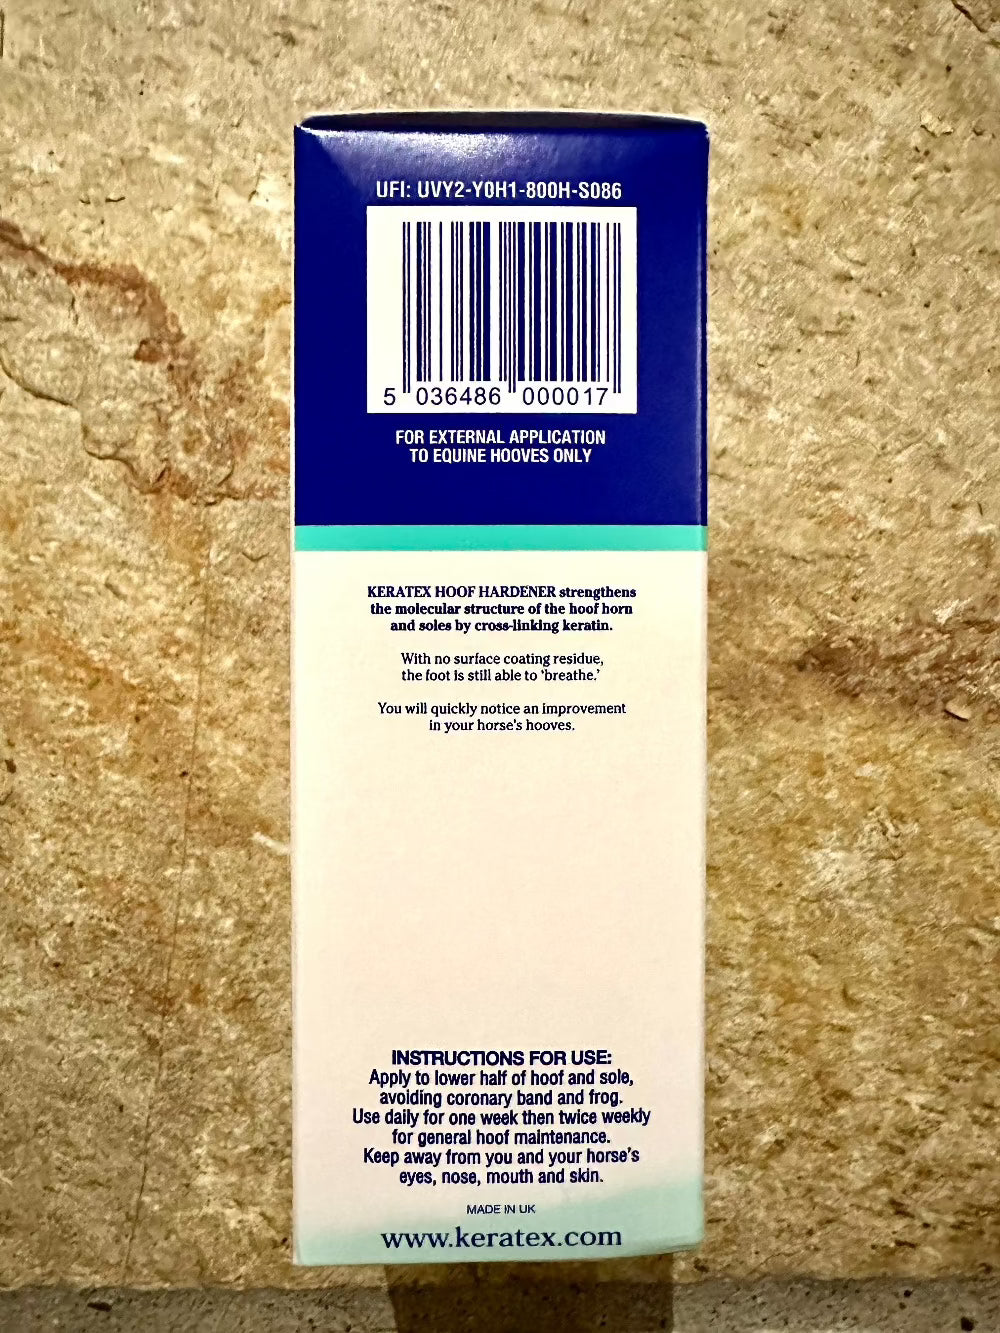 UFI: UVY2-Y0H1-800H-S086
5 036486 000017
FOR EXTERNAL APPLICATION
TO EQUINE HOOVES ONLY
KERATEX HOOF HARDENER strengthens
the molecular structure of the hoof horn
and soles by cross-linking keratin.
With no surface coating residue,
the foot is still able to 'breathe.'
You will quickly notice an improvement
in your horse's hooves.
INSTRUCTIONS FOR USE:
Apply to lower half of hoof and sole,
avoiding coronary band and frog.
Use daily for one week then twice weekly
for general hoof maintenance.
Keep away from you and your horse's
eyes, nose, mouth and skin.
MADE IN UK
www.keratex.com